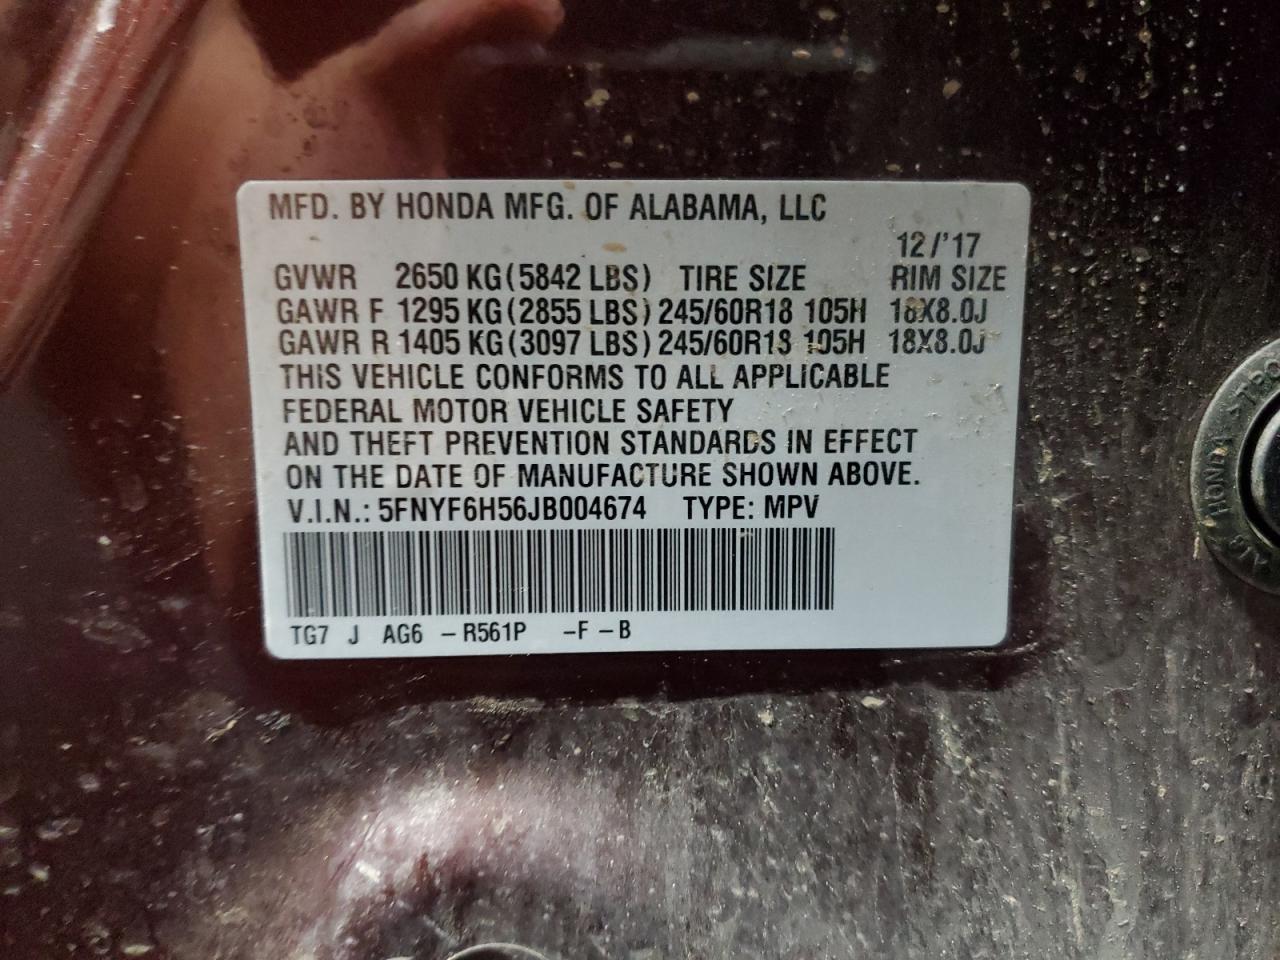 MFD. BY HONDA MFG. OF ALABAMA, LLC
12/'17
GVWR 2650 KG(5842 LBS) TIRE SIZE RIM SIZE
GAWR F 1295 KG(2855 LBS) 245/60R18 105H 18X8.0J
GAWR R 1405 KG(3097 LBS) 245/60R18 105H 18X8.0J
THIS VEHICLE CONFORMS TO ALL APPLICABLE
FEDERAL MOTOR VEHICLE SAFETY
AND THEFT PREVENTION STANDARDS IN EFFECT
ON THE DATE OF MANUFACTURE SHOWN ABOVE.
V.I.N.: 5FNYF6H56JB004674 TYPE: MPV
TG7 J AG6 -R561P -F -B
HONDA